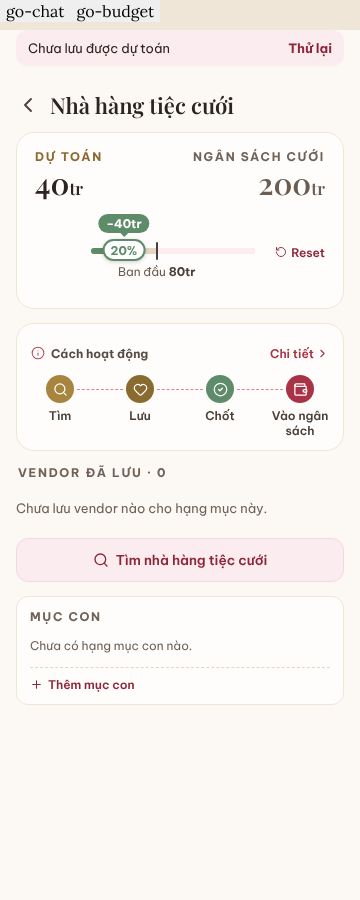 go-chat go-budget
Chưa lưu được dự toán Thử lại
Nhà hàng tiệc cưới
DỰ TOÁN NGÂN SÁCH CƯỚI
40tr 200tr
−40tr
20%
Reset
Ban đầu 80tr
Cách hoạt động Chi tiết
Tìm Lưu Chốt Vào ngân
sách
VENDOR ĐÃ LƯU · 0
Chưa lưu vendor nào cho hạng mục này.
Tìm nhà hàng tiệc cưới
MỤC CON
Chưa có hạng mục con nào.
+ Thêm mục con